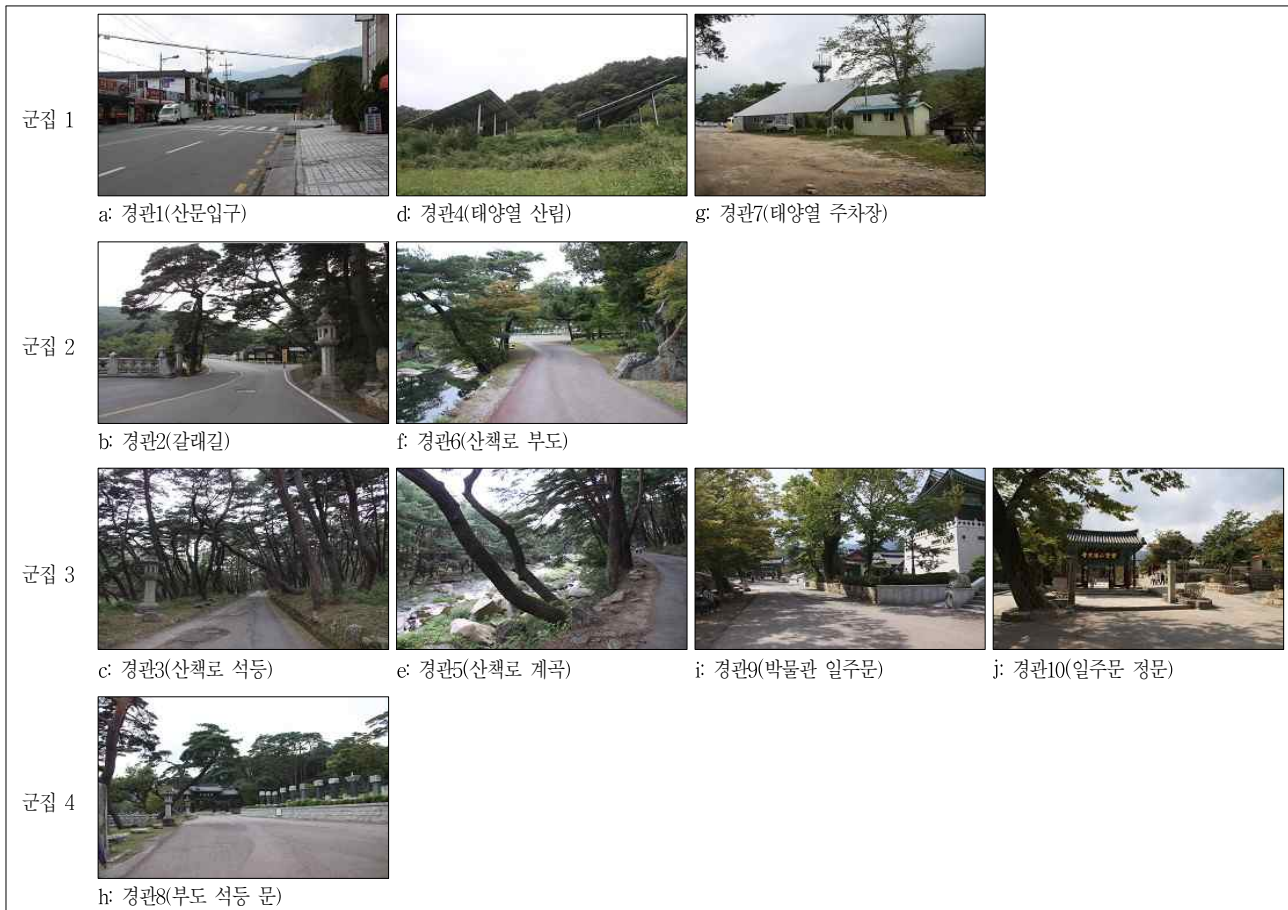 군집 1
a: 경관1(산문입구) d: 경관4(태양열 산림) g: 경관7(태양열 주차장)
군집 2
b: 경관2(갈래길) f: 경관6(산책로 부도)
군집 3
c: 경관3(산책로 석등) e: 경관5(산책로 계곡) i: 경관9(박물관 일주문) j: 경관10(일주문 정문)
군집 4
h: 경관8(부도 석등 문)